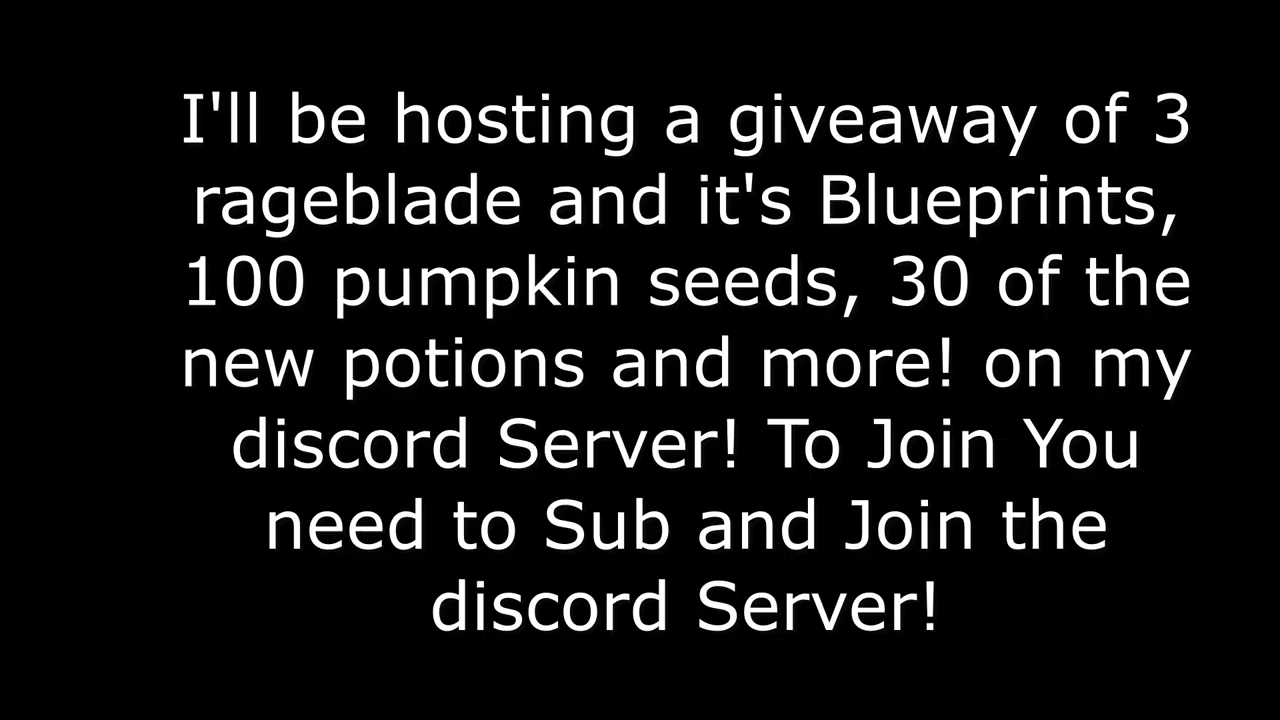 I'll be hosting a giveaway of 3
rageblade and it's Blueprints,
100 pumpkin seeds, 30 of the
new potions and more! on my
discord Server! To Join You
need to Sub and Join the
discord Server!